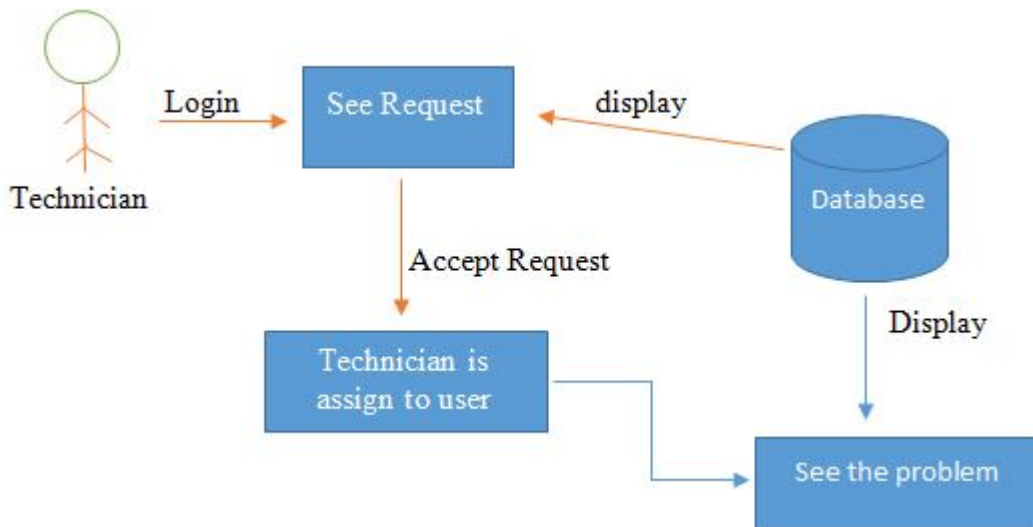 Login
See Request
display
Technician
Database
Accept Request
Display
Technician is
assign to user
See the problem